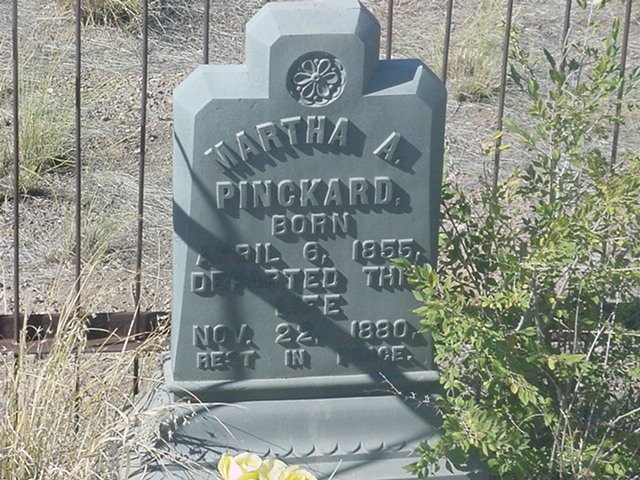 MARTHA A.
PINCKARD.
BORN
APRIL 6, 1855,
DEPARTED THIS
LIFE
NOV. 22, 1880.
REST IN PEACE.